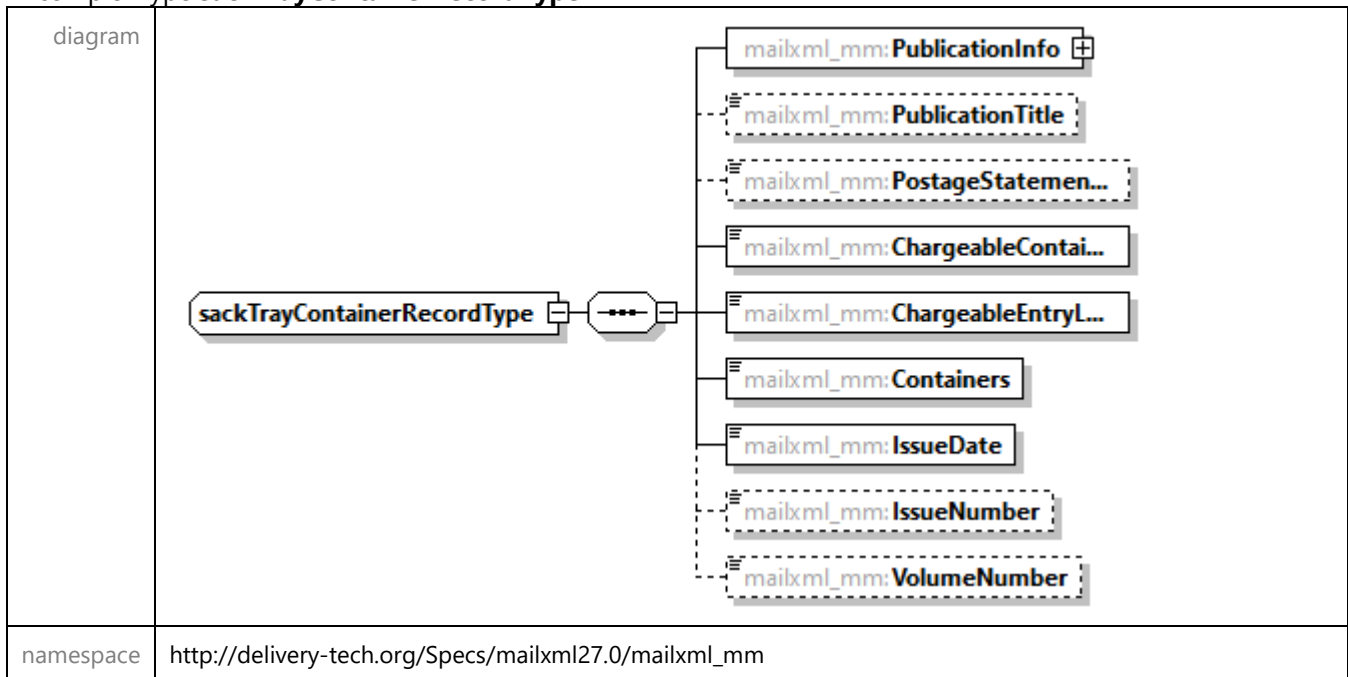 diagram
mailxml_mm:PublicationInfo
mailxml_mm:PublicationTitle
mailxml_mm:PostageStatemen...
mailxml_mm:ChargeableContai...
sackTrayContainerRecordType
mailxml_mm:ChargeableEntryL...
mailxml_mm:Containers
mailxml_mm:IssueDate
mailxml_mm:IssueNumber
mailxml_mm:VolumeNumber
namespace http://delivery-tech.org/Specs/mailxml27.0/mailxml_mm